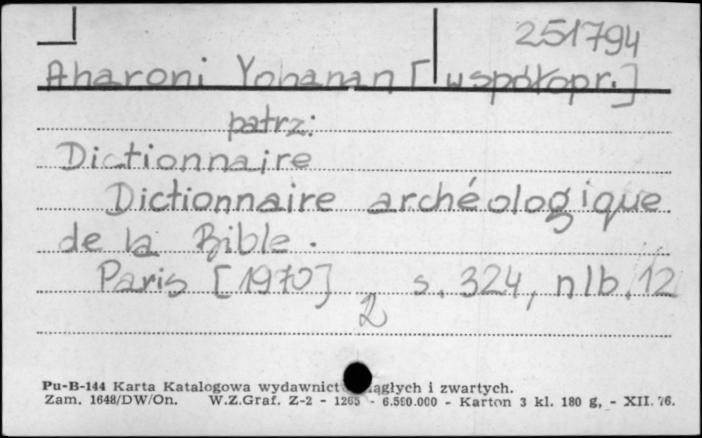 251794
Aharoni Yohanan [współopr.]
patrz:
Dictionnaire
Dictionnaire archéologique
de la Bible.
Paris [1970] s. 324, nlb. 12
2
Pu-B-144 Karta Katalogowa wydawnict ągłych i zwartych.
Zam. 1648/DW/On. W.Z.Graf. Z-2 - 1265 - 6.500.000 - Karton 3 kl. 180 g, - XII. 76.